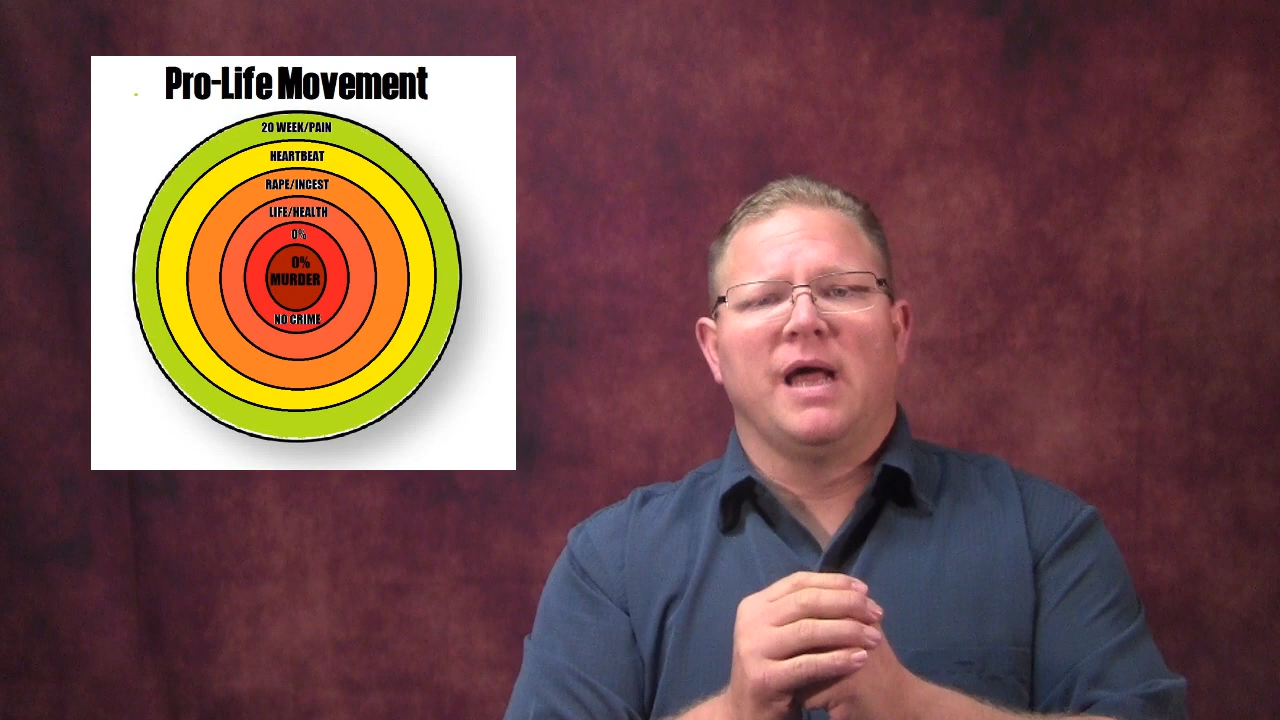 Pro-Life Movement
20 WEEK/PAIN
HEARTBEAT
RAPE/INCEST
LIFE/HEALTH
0%
0%
MURDER
NO CRIME